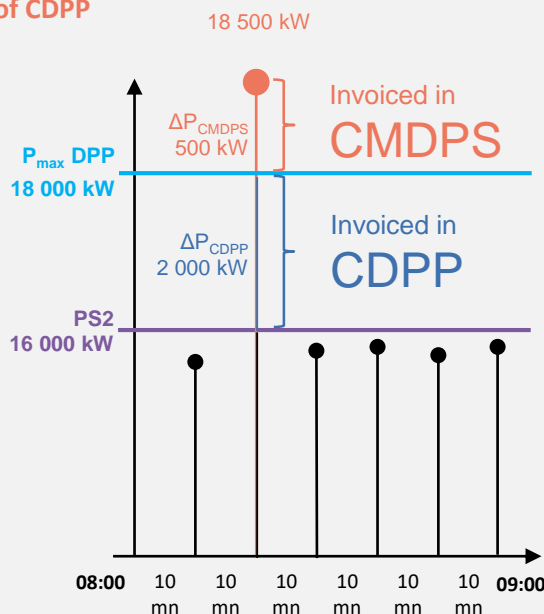 of CDPP
18 500 kW
ΔPCMDPS
500 kW
Invoiced in
CMDPS
Pmax DPP
18 000 kW
ΔPCDPP
2 000 kW
Invoiced in
CDPP
PS2
16 000 kW
08:00 10 10 10 10 10 10 09:00
mn mn mn mn mn mn